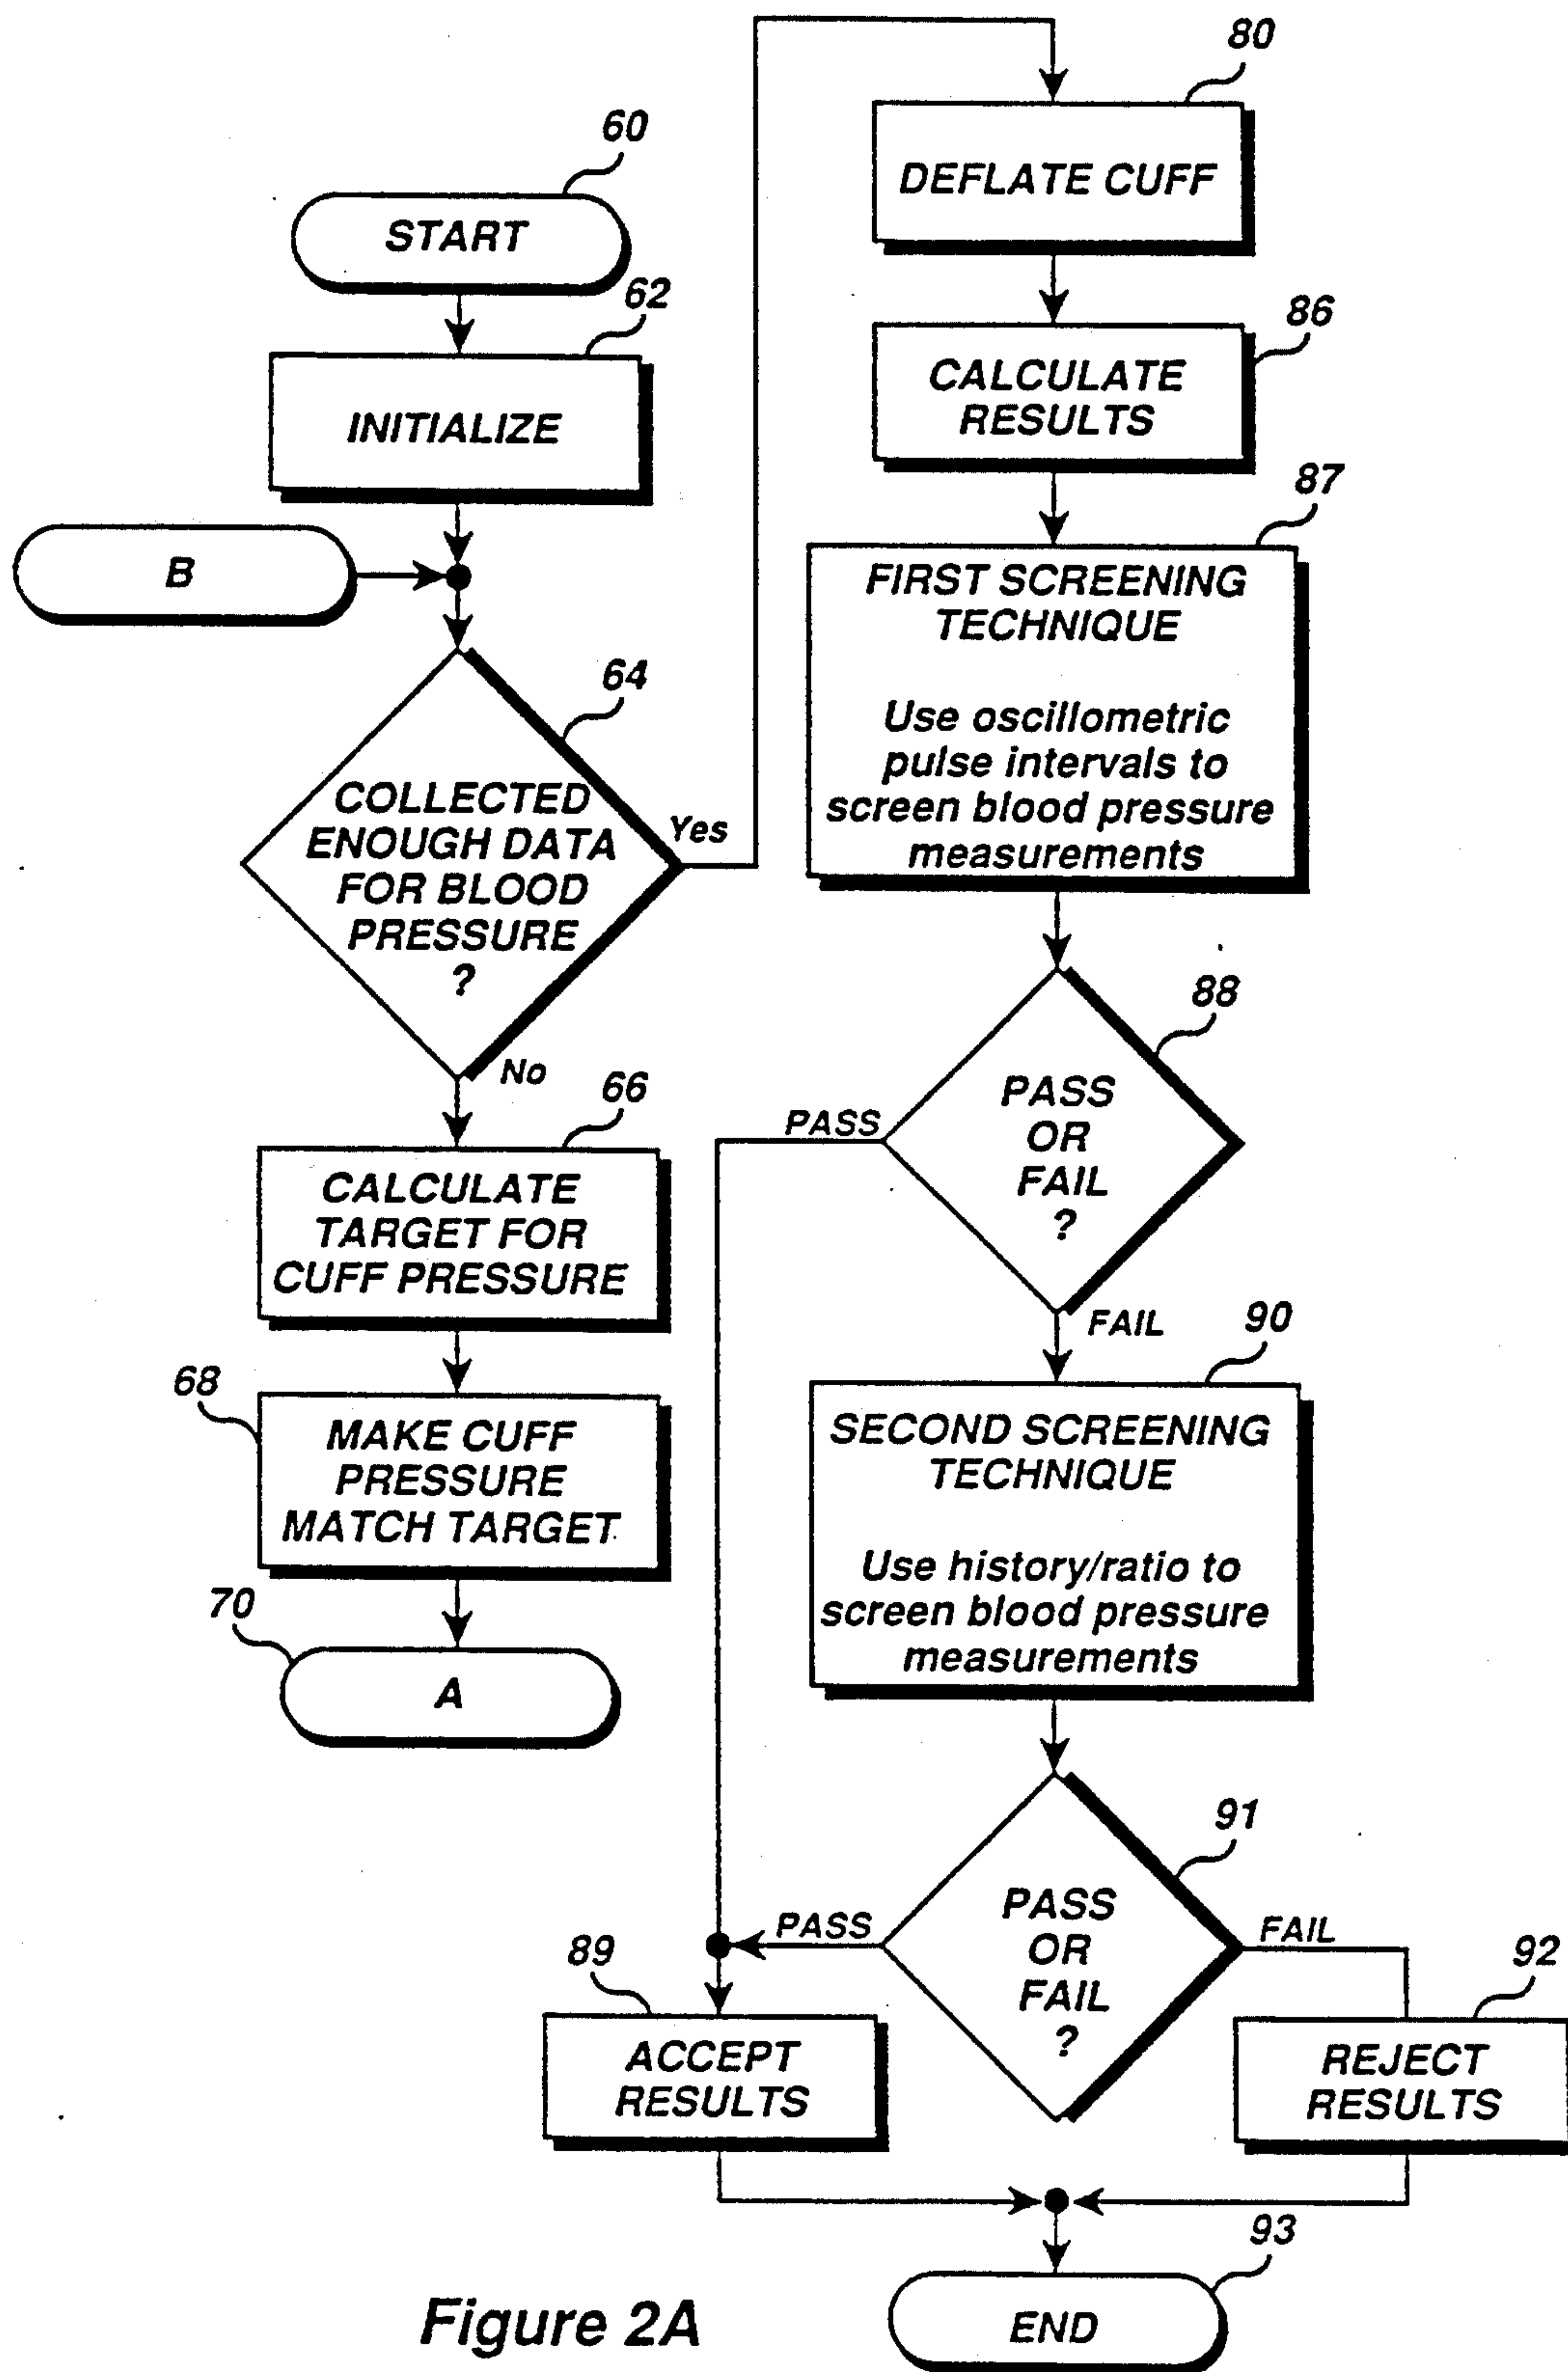 60
START
62
INITIALIZE
B
64
COLLECTED
ENOUGH DATA
FOR BLOOD
PRESSURE
?
Yes
No
66
CALCULATE
TARGET FOR
CUFF PRESSURE
68
MAKE CUFF
PRESSURE
MATCH TARGET
70
A
80
DEFLATE CUFF
86
CALCULATE
RESULTS
87
FIRST SCREENING
TECHNIQUE
Use oscillometric
pulse intervals to
screen blood pressure
measurements
88
PASS
OR
FAIL
?
PASS
FAIL
90
SECOND SCREENING
TECHNIQUE
Use history/ratio to
screen blood pressure
measurements
91
PASS
OR
FAIL
?
PASS
FAIL
89
ACCEPT
RESULTS
92
REJECT
RESULTS
93
END
Figure 2A